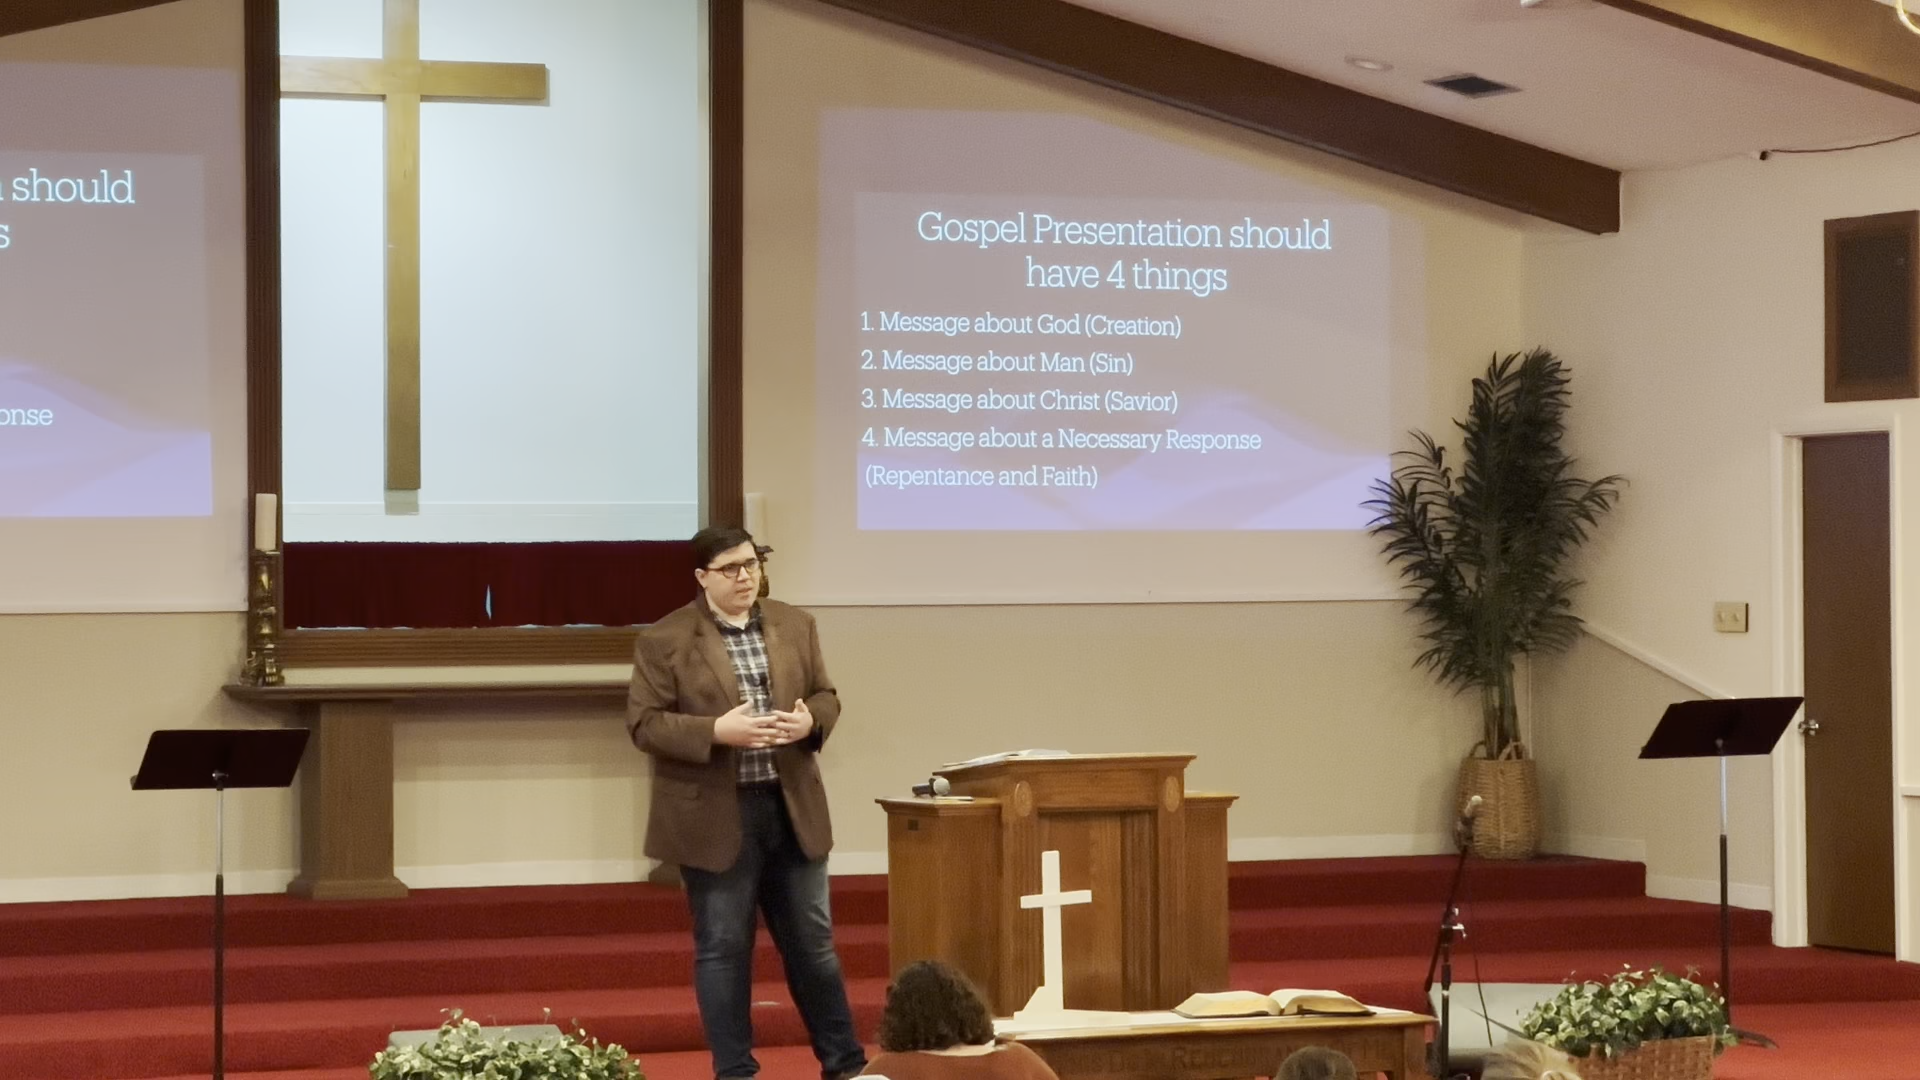 should
s
onse
Gospel Presentation should
have 4 things
1. Message about God (Creation)
2. Message about Man (Sin)
3. Message about Christ (Savior)
4. Message about a Necessary Response
(Repentance and Faith)